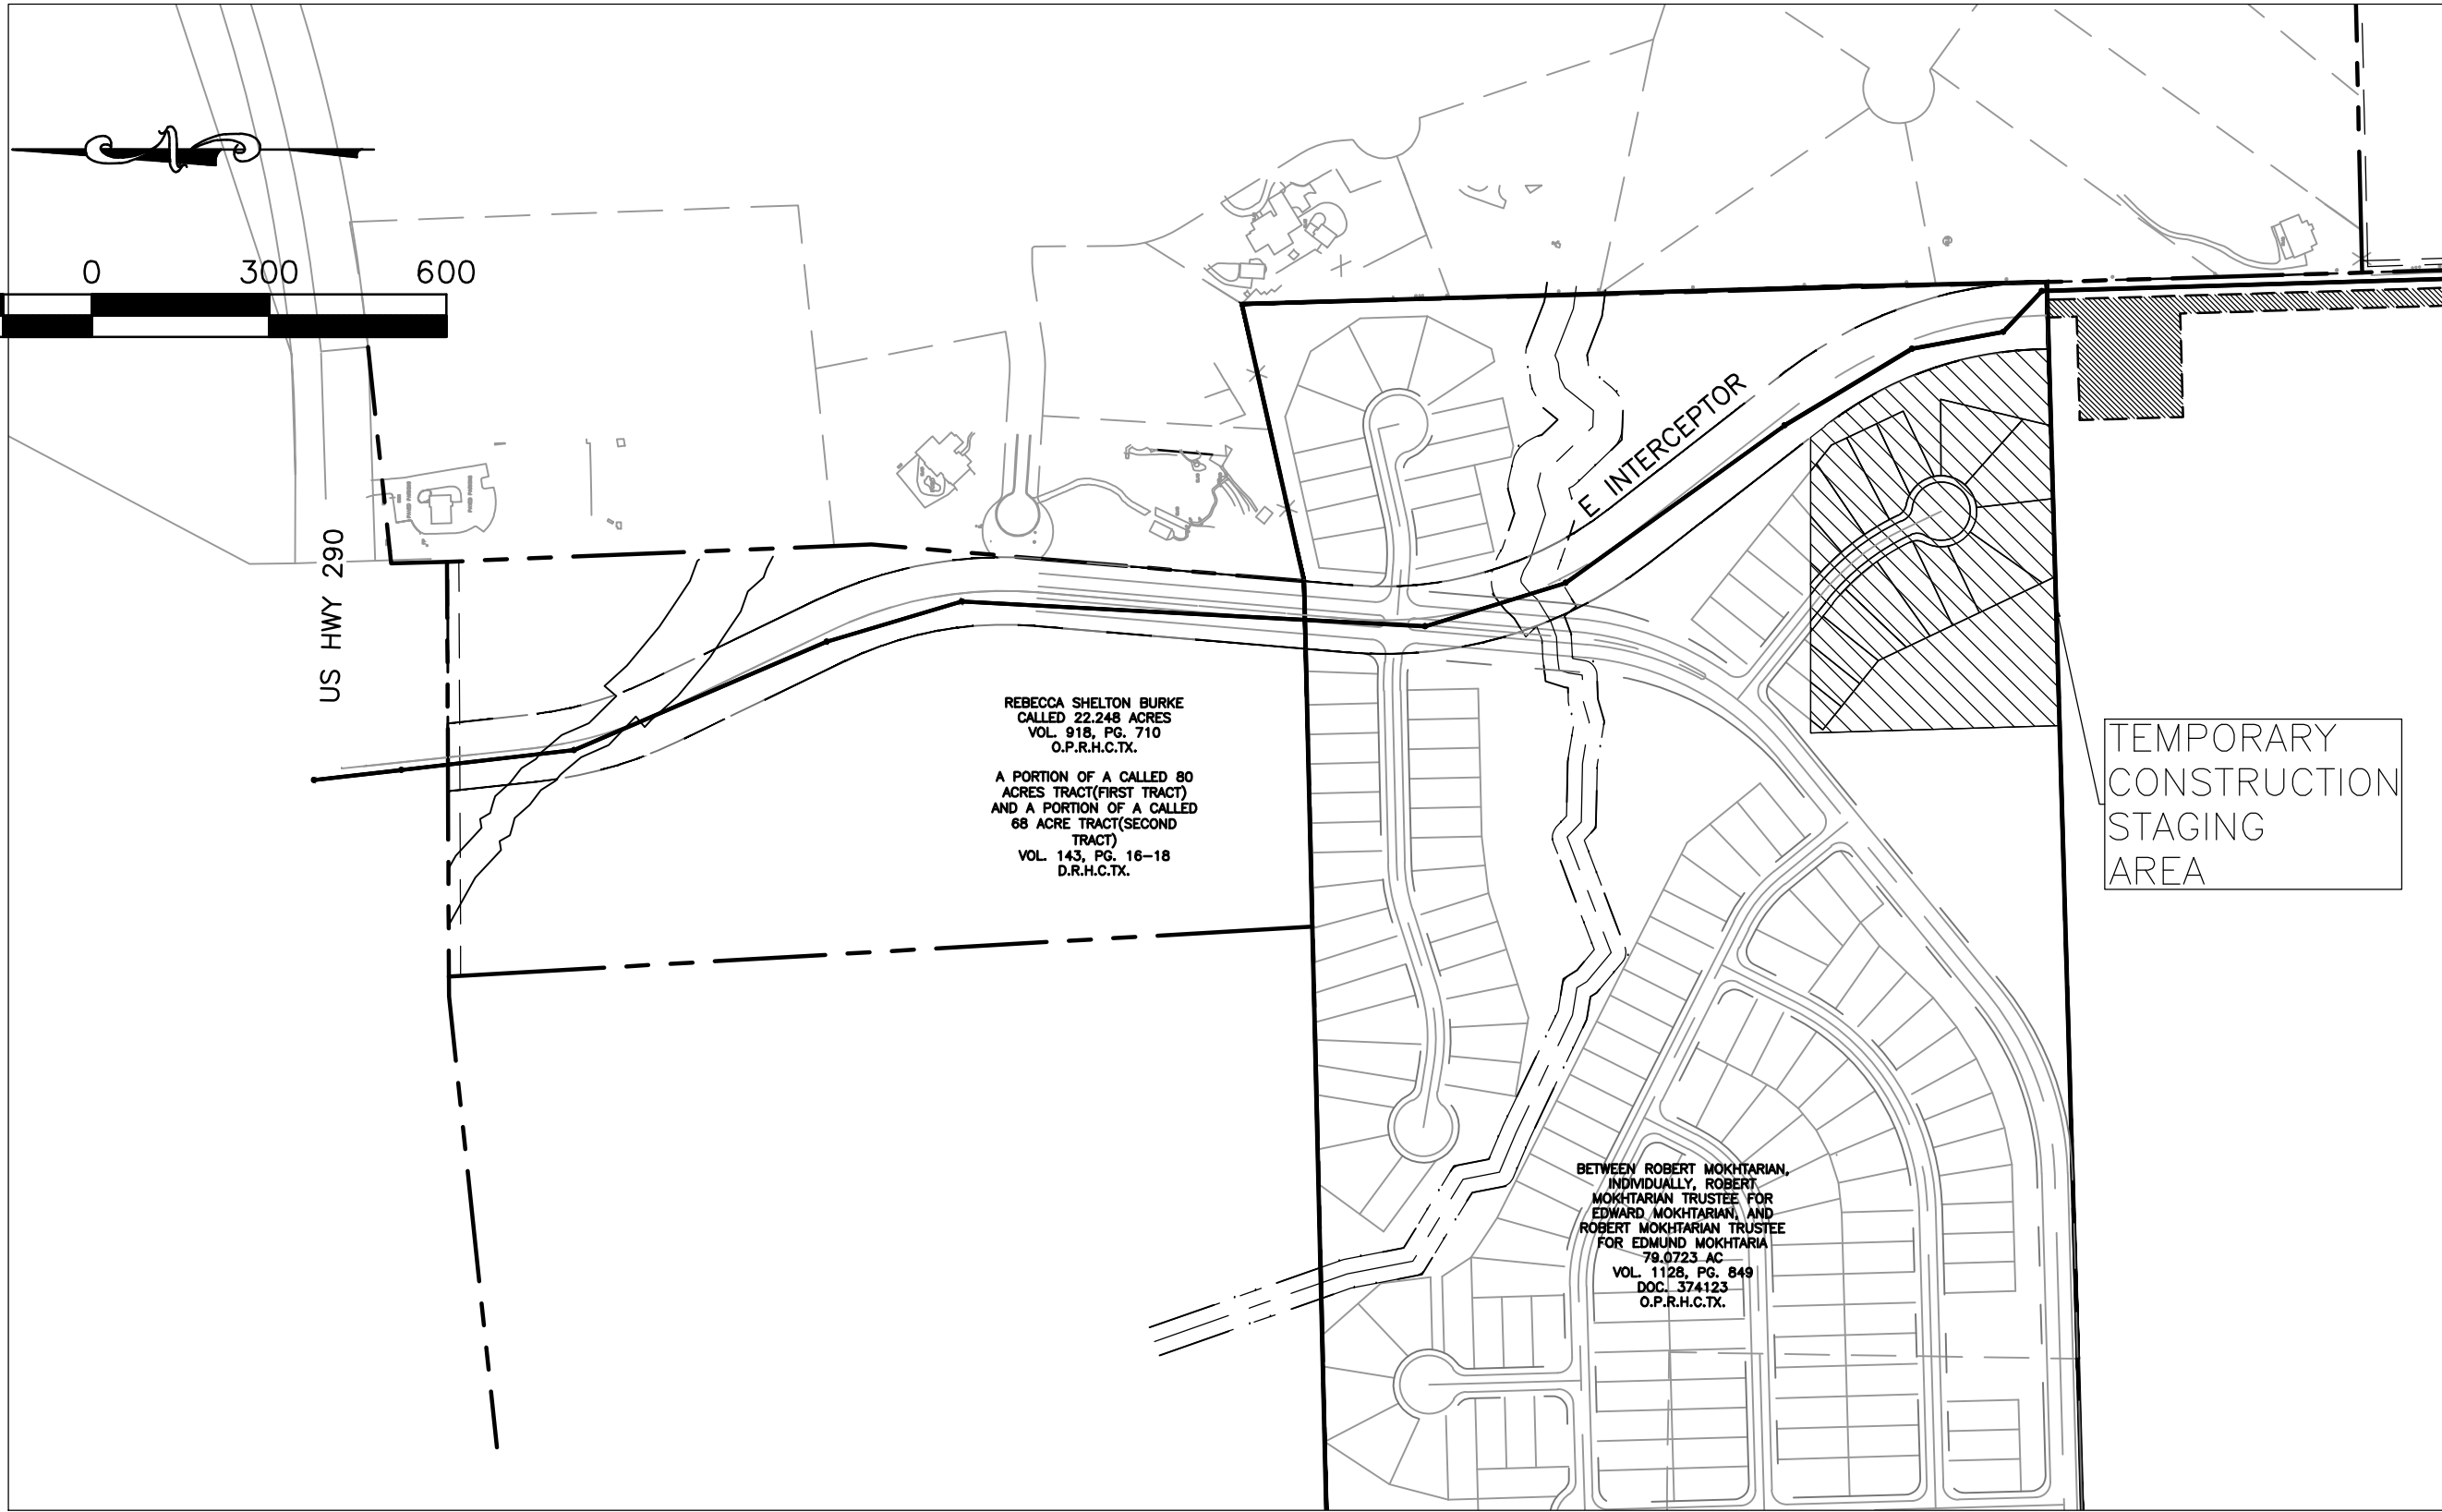 0 300 600
US HWY 290
E INTERCEPTOR
REBECCA SHELTON BURKE
CALLED 22.248 ACRES
VOL. 918, PG. 710
O.P.R.H.C.TX.
A PORTION OF A CALLED 80
ACRES TRACT(FIRST TRACT)
AND A PORTION OF A CALLED
68 ACRE TRACT(SECOND
TRACT)
VOL. 143, PG. 16-18
D.R.H.C.TX.
TEMPORARY
CONSTRUCTION
STAGING
AREA
BETWEEN ROBERT MOKHTARIAN,
INDIVIDUALLY, ROBERT
MOKHTARIAN TRUSTEE FOR
EDWARD MOKHTARIAN, AND
ROBERT MOKHTARIAN TRUSTEE
FOR EDMUND MOKHTARIA
79.0723 AC
VOL. 1128, PG. 849
DOC. 374123
O.P.R.H.C.TX.